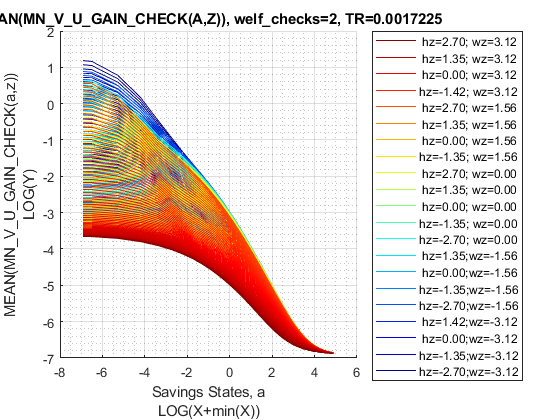 AN(MN_V_U_GAIN_CHECK(A,Z)), welf_checks=2, TR=0.0017225
MEAN(MN_V_U_GAIN_CHECK(a,z))
LOG(Y)
2
1
0
-1
-2
-3
-4
-5
-6
-7
-8
-6
-4
-2
0
2
4
6
Savings States, a
LOG(X+min(X))
hz=2.70; wz=3.12
hz=1.35; wz=3.12
hz=0.00; wz=3.12
hz=-1.42; wz=3.12
hz=2.70; wz=1.56
hz=1.35; wz=1.56
hz=0.00; wz=1.56
hz=-1.35; wz=1.56
hz=2.70; wz=0.00
hz=1.35; wz=0.00
hz=0.00; wz=0.00
hz=-1.35; wz=0.00
hz=-2.70; wz=0.00
hz=1.35;wz=-1.56
hz=0.00;wz=-1.56
hz=-1.35;wz=-1.56
hz=-2.70;wz=-1.56
hz=1.42;wz=-3.12
hz=0.00;wz=-3.12
hz=-1.35;wz=-3.12
hz=-2.70;wz=-3.12